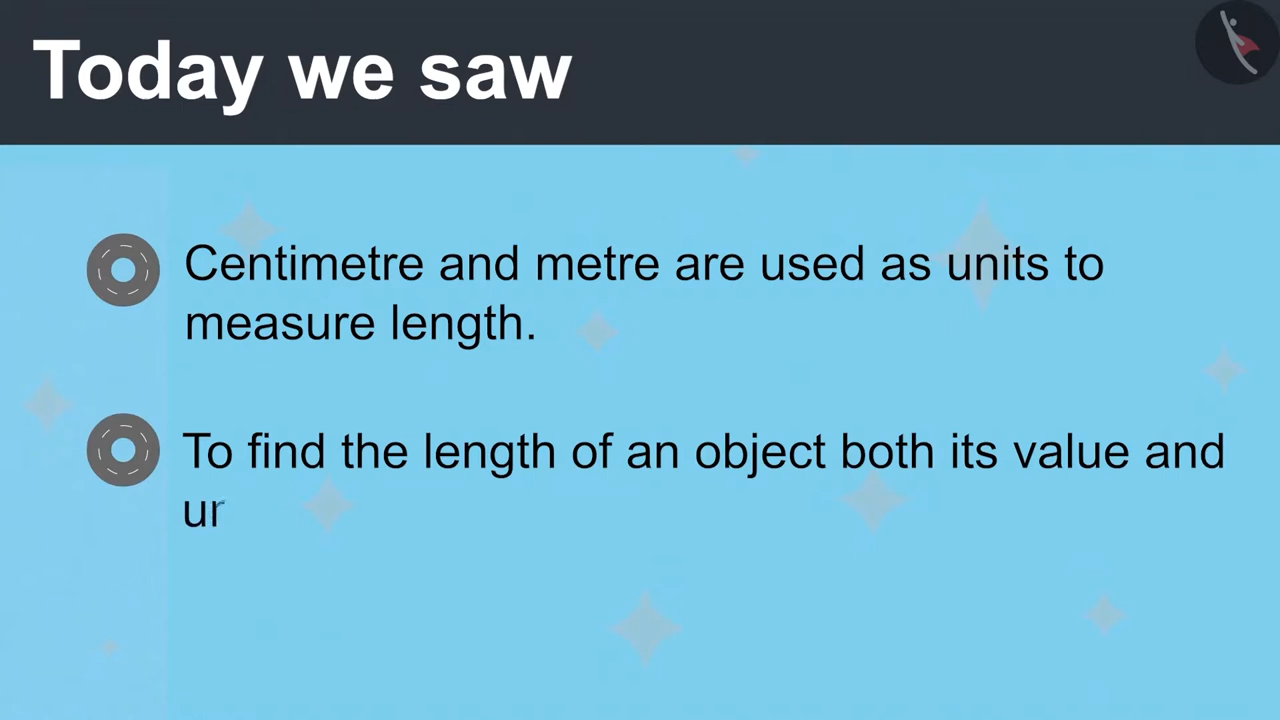 Today we saw
Centimetre and metre are used as units to
measure length.
To find the length of an object both its value and